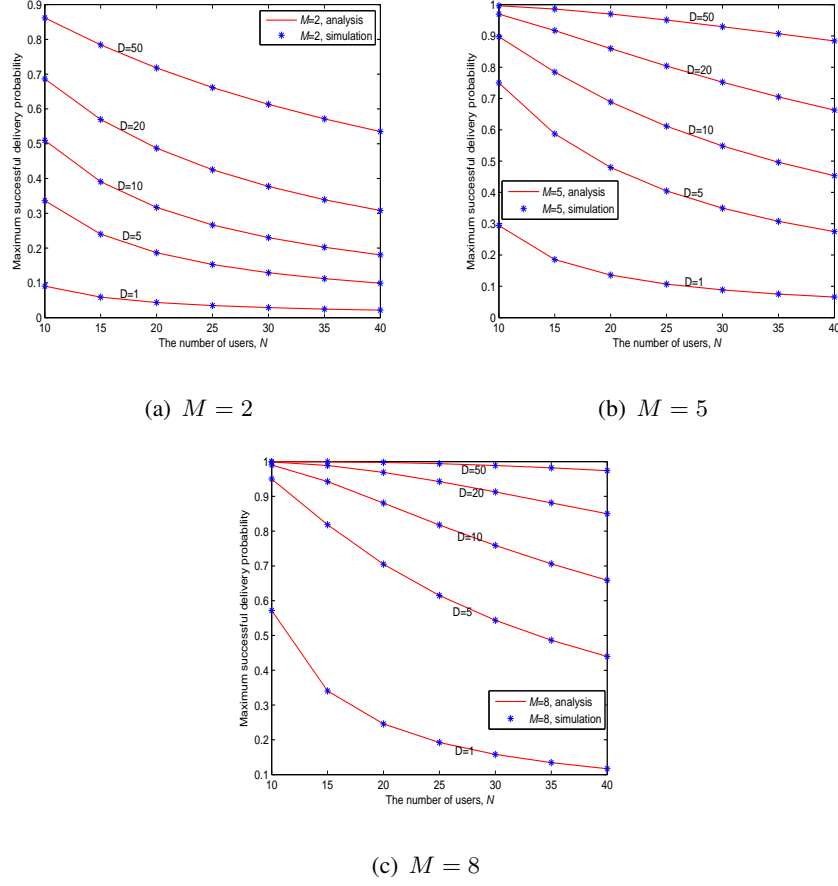 0.9
0.8
0.7
0.6
0.5
0.4
0.3
0.2
0.1
0
Maximum successful delivery probability
D=50
D=20
D=10
D=5
D=1
M=2, analysis
M=2, simulation
10 15 20 25 30 35 40
The number of users, N
(a) M = 2
1
0.9
0.8
0.7
0.6
0.5
0.4
0.3
0.2
0.1
0
Maximum successful delivery probability
D=50
D=20
D=10
D=5
D=1
M=5, analysis
M=5, simulation
10 15 20 25 30 35 40
The number of users, N
(b) M = 5
1
0.9
0.8
0.7
0.6
0.5
0.4
0.3
0.2
0.1
Maximum successful delivery probability
D=50
D=20
D=10
D=5
D=1
M=8, analysis
M=8, simulation
10 15 20 25 30 35 40
The number of users, N
(c) M = 8